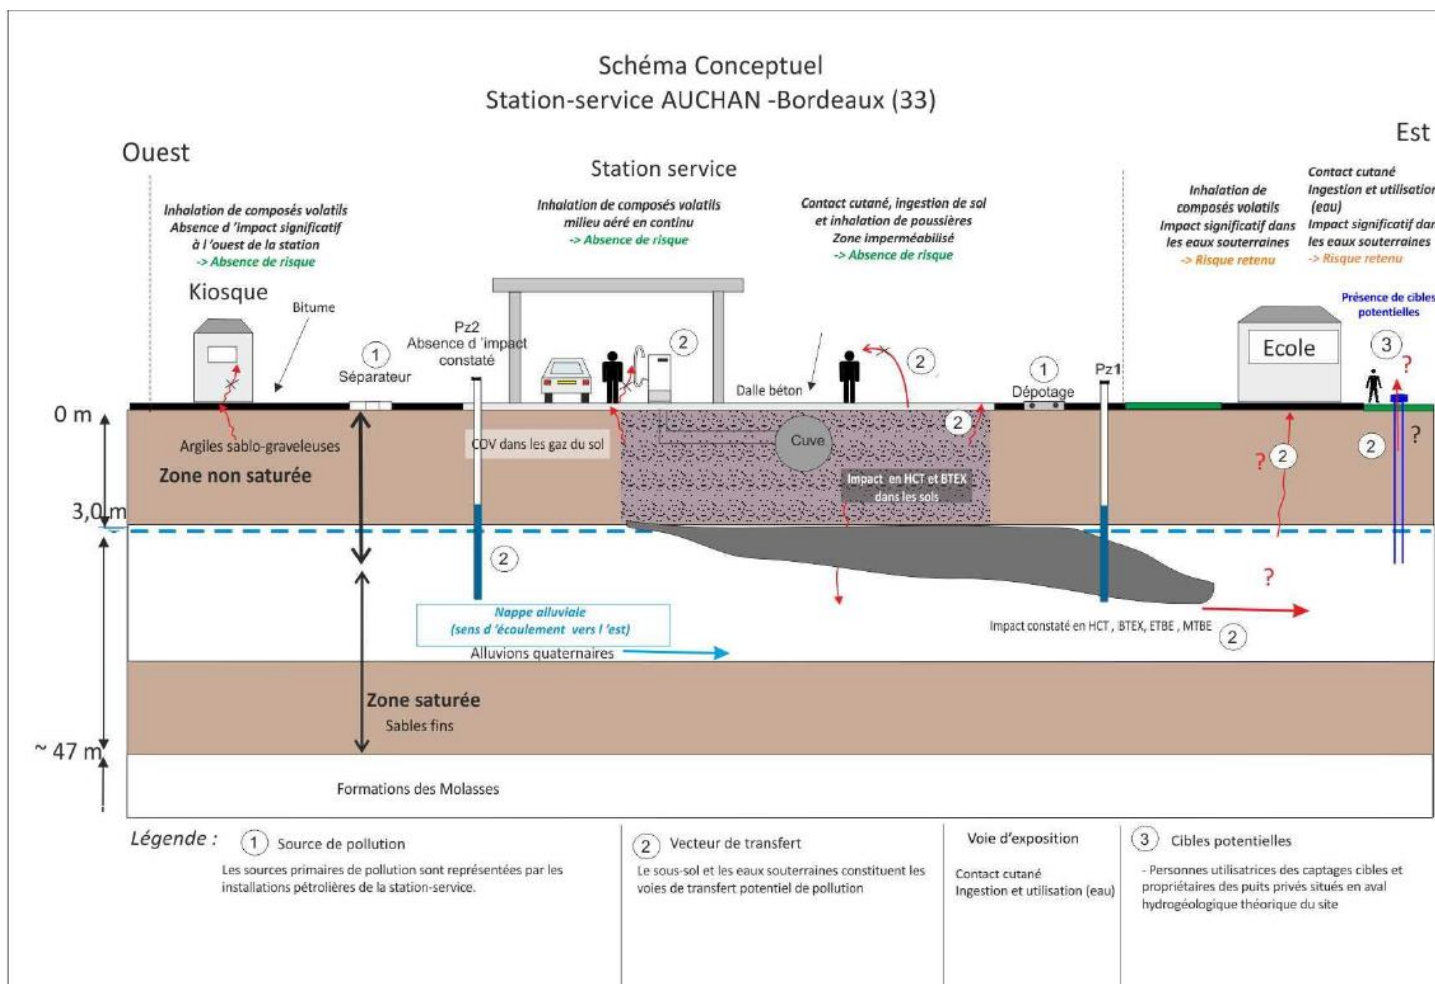 Schéma Conceptuel
Station-service AUCHAN -Bordeaux (33)
Ouest
Est
Station service
Inhalation de composés volatils
Absence d 'impact significatif
à l 'ouest de la station
-> Absence de risque
Inhalation de composés volatils
milieu aéré en continu
-> Absence de risque
Contact cutané, ingestion de sol
et inhalation de poussières
Zone imperméabilisé
-> Absence de risque
Inhalation de
composés volatils
Impact significatif dans
les eaux souterraines
-> Risque retenu
Contact cutané
Ingestion et utilisation
(eau)
Impact significatif dan
les eaux souterraines
-> Risque retenu
Kiosque
Bitume
Pz2
Absence d 'impact
constaté
1
Séparateur
2
Dalle béton
2
1
Dépotage
Pz1
Ecole
Présence de cibles
potentielles
3
?
0 m
Argiles sablo-graveleuses
Zone non saturée
COV dans les gaz du sol
Cuve
2
Impact en HCT et BTEX
dans les sols
?
2
2
?
3,0 m
2
?
Nappe alluviale
(sens d 'écoulement vers l 'est)
Alluvions quaternaires
Impact constaté en HCT , BTEX, ETBE , MTBE
2
Zone saturée
Sables fins
~ 47 m
Formations des Molasses
Légende :
1 Source de pollution
Les sources primaires de pollution sont représentées par les
installations pétrolières de la station-service.
2 Vecteur de transfert
Le sous-sol et les eaux souterraines constituent les
voies de transfert potentiel de pollution
Voie d'exposition
Contact cutané
Ingestion et utilisation (eau)
3 Cibles potentielles
- Personnes utilisatrices des captages cibles et
propriétaires des puits privés situés en aval
hydrogéologique théorique du site